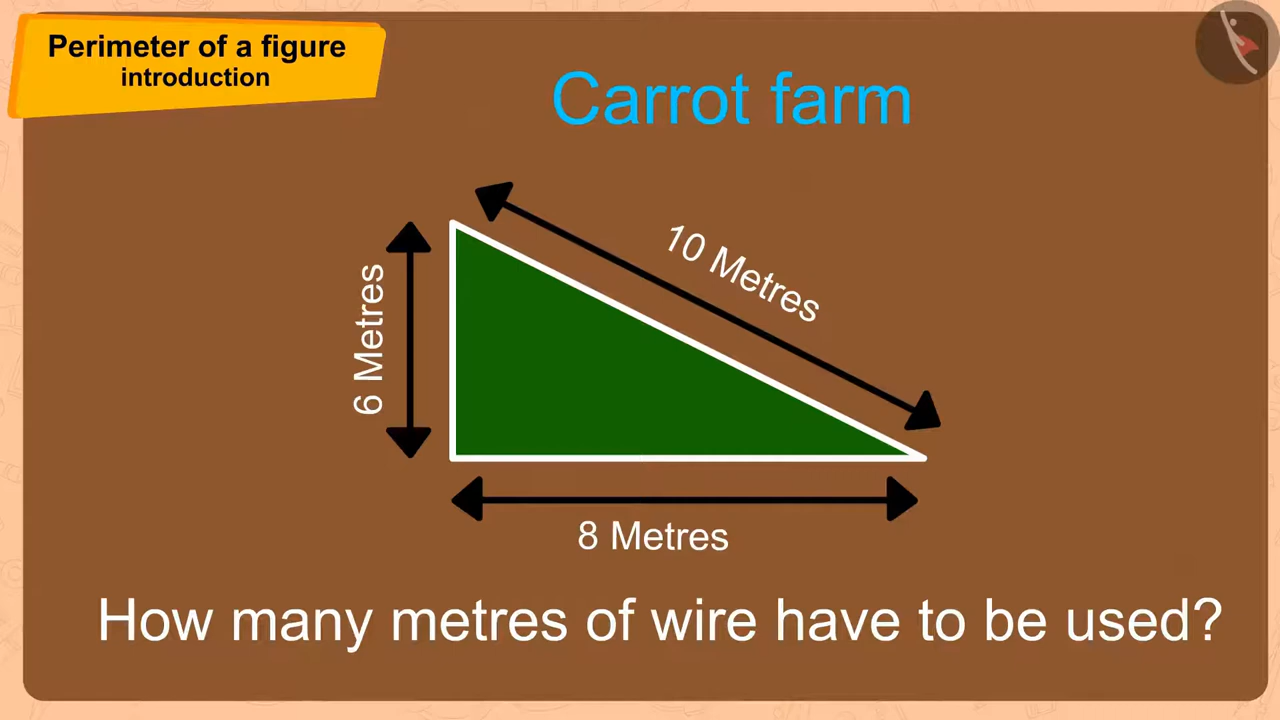 Perimeter of a figure
introduction
Carrot farm
10 Metres
6 Metres
8 Metres
How many metres of wire have to be used?